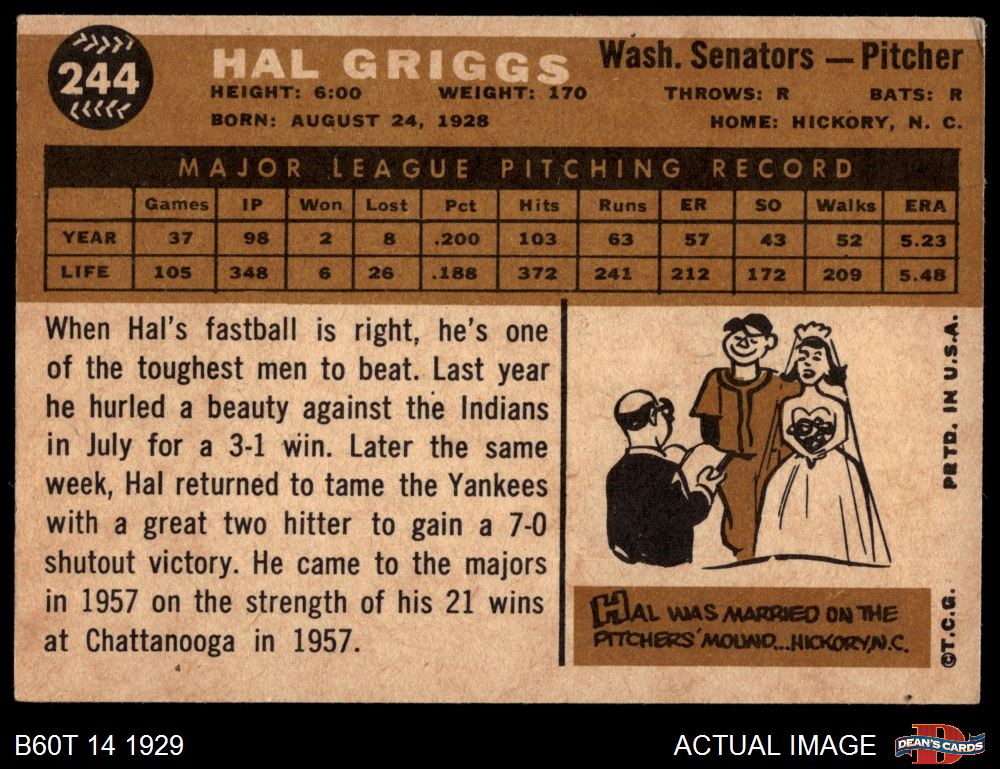 244
HAL GRIGGS
Wash. Senators — Pitcher
HEIGHT: 6:00 WEIGHT: 170 THROWS: R BATS: R
BORN: AUGUST 24, 1928 HOME: HICKORY, N. C.
MAJOR LEAGUE PITCHING RECORD
Games IP Won Lost Pct Hits Runs ER SO Walks ERA
YEAR 37 98 2 8 .200 103 63 57 43 52 5.23
LIFE 105 348 6 26 .188 372 241 212 172 209 5.48
When Hal's fastball is right, he's one
of the toughest men to beat. Last year
he hurled a beauty against the Indians
in July for a 3-1 win. Later the same
week, Hal returned to tame the Yankees
with a great two hitter to gain a 7-0
shutout victory. He came to the majors
in 1957 on the strength of his 21 wins
at Chattanooga in 1957.
HAL WAS MARRIED ON THE
PITCHERS' MOUND...HICKORY, N.C.
©T.C.G. PRTD. IN U.S.A.
B60T 14 1929
ACTUAL IMAGE
D
DEAN'S CARDS